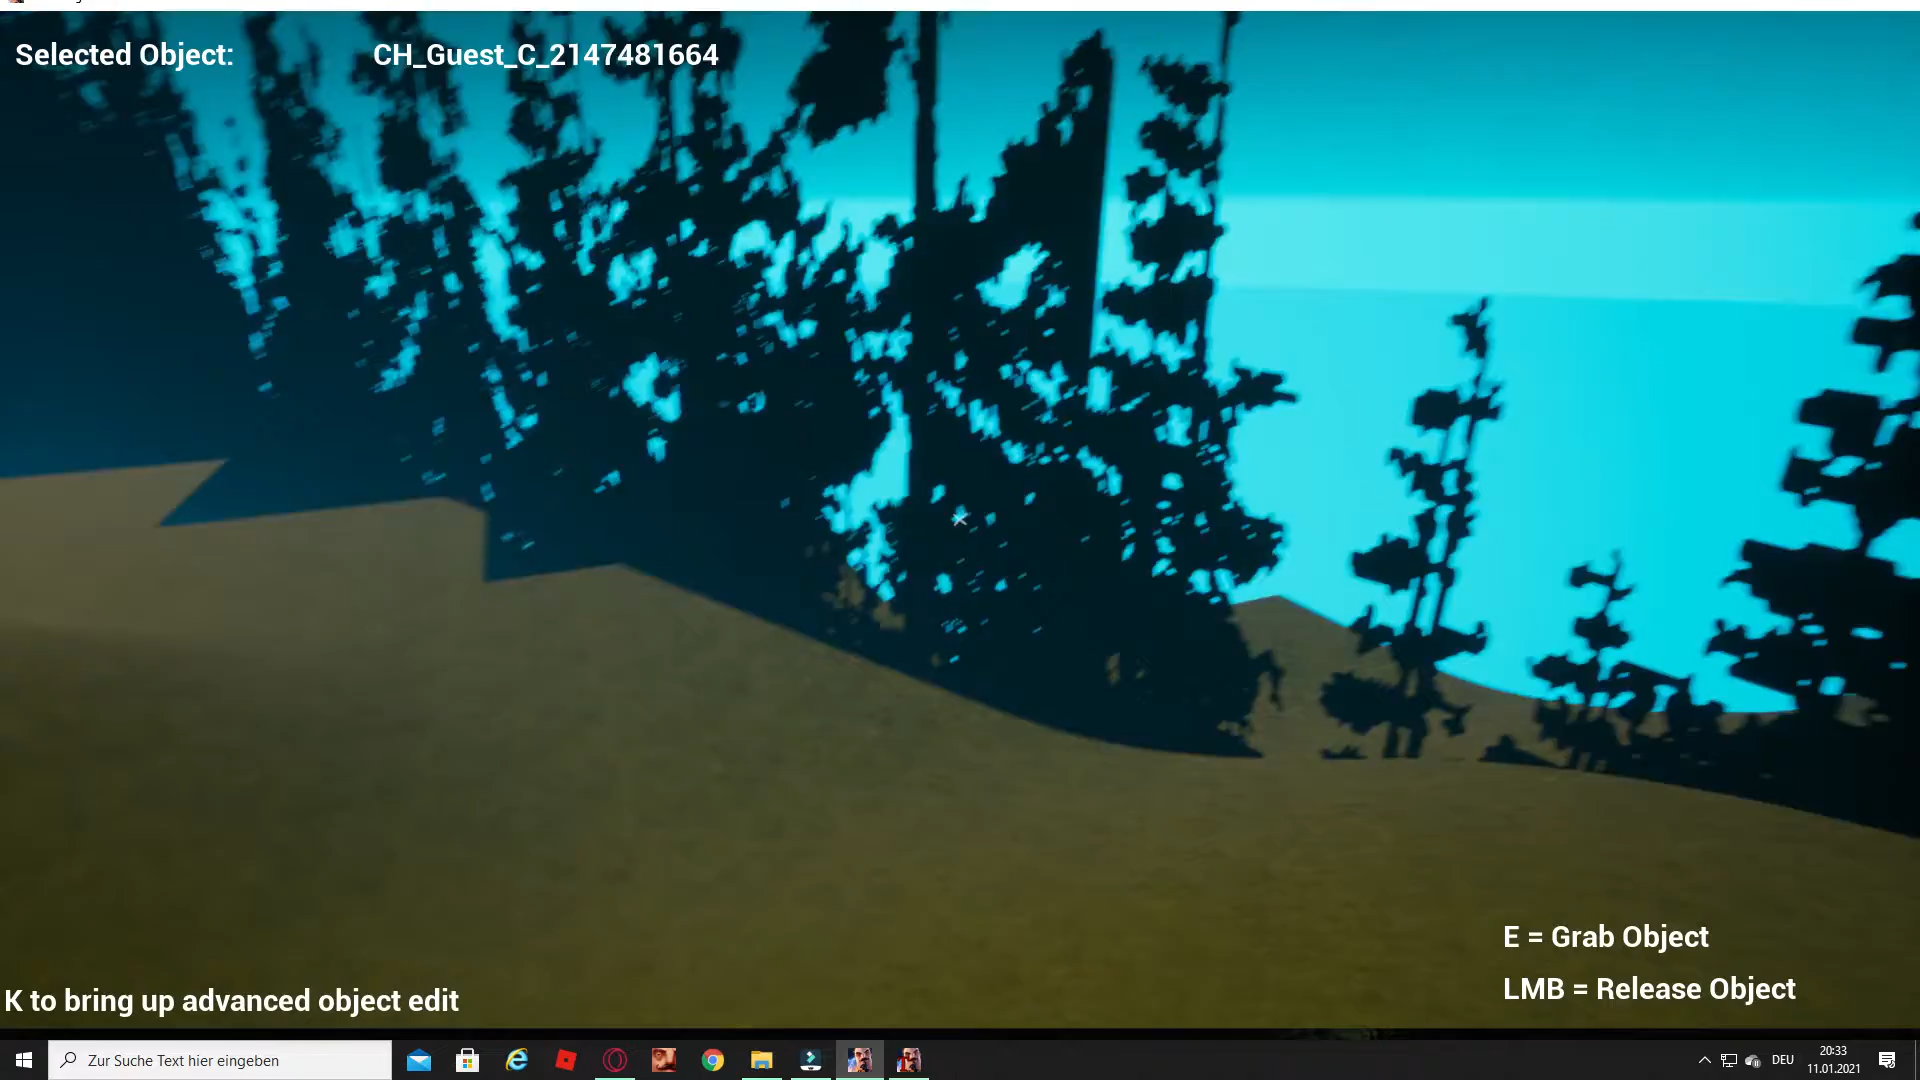 Selected Object: CH_Guest_C_2147481664
E = Grab Object
LMB = Release Object
K to bring up advanced object edit
Zur Suche Text hier eingeben
DEU
20:33
11.01.2021